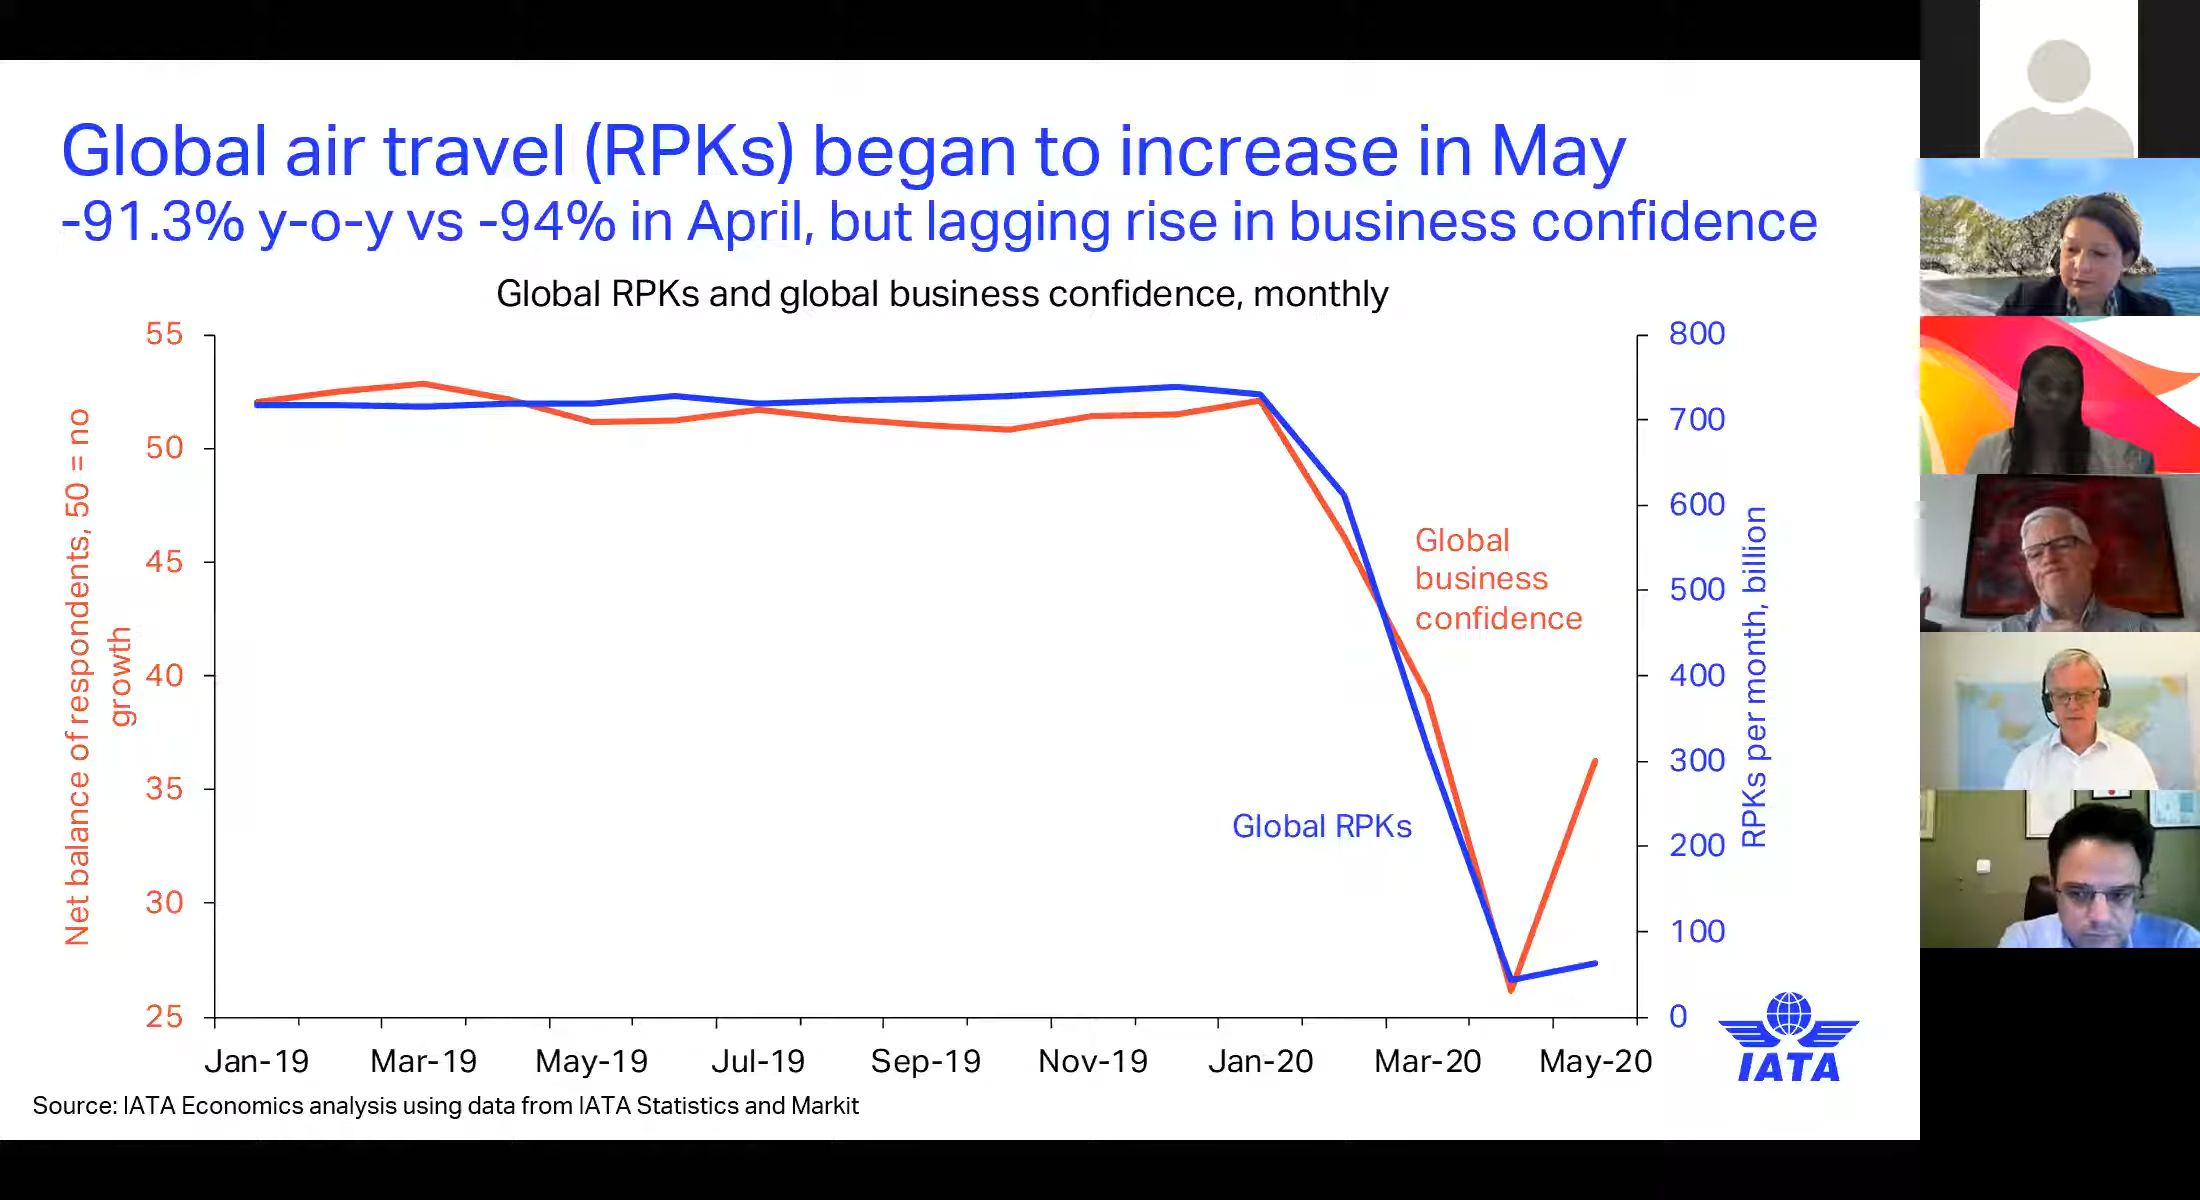 Global air travel (RPKs) began to increase in May
-91.3% y-o-y vs -94% in April, but lagging rise in business confidence
Global RPKs and global business confidence, monthly
Net balance of respondents, 50 = no
growth
55
50
45
40
35
30
25
Global
business
confidence
Global RPKs
800
700
600
500
400
300
200
100
0
RPKs per month, billion
Jan-19 Mar-19 May-19 Jul-19 Sep-19 Nov-19 Jan-20 Mar-20 May-20
IATA
Source: IATA Economics analysis using data from IATA Statistics and Markit